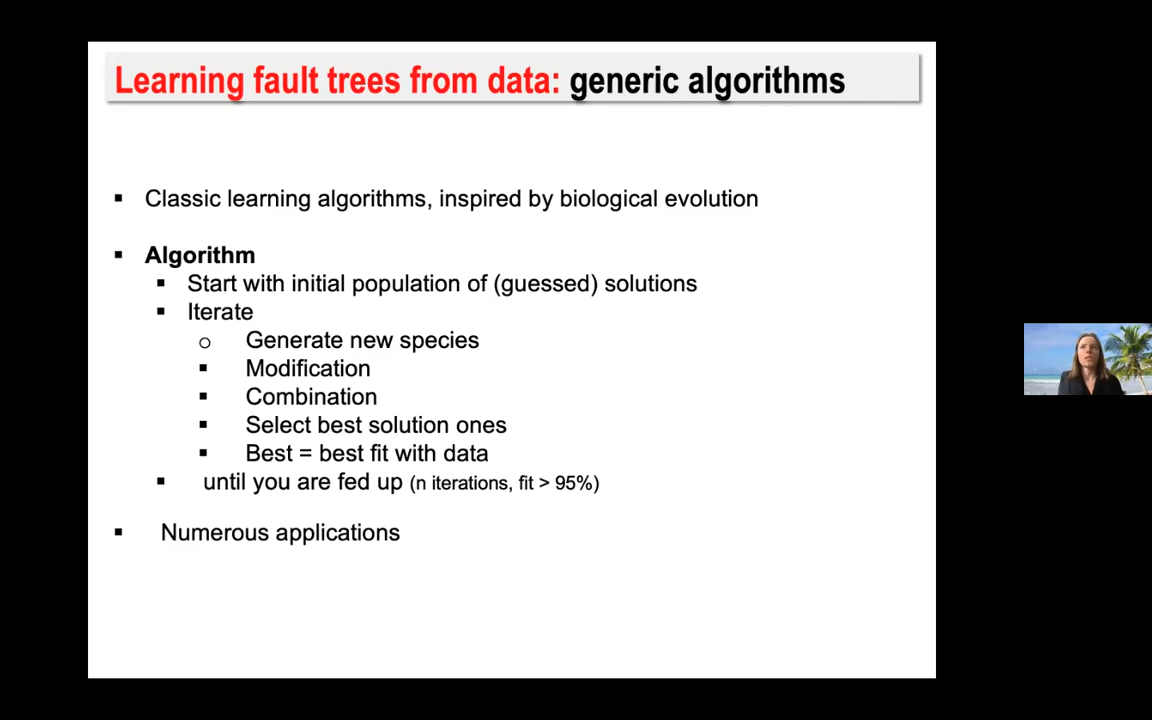 Learning fault trees from data: generic algorithms
▪ Classic learning algorithms, inspired by biological evolution
▪ Algorithm
▪ Start with initial population of (guessed) solutions
▪ Iterate
o Generate new species
▪ Modification
▪ Combination
▪ Select best solution ones
▪ Best = best fit with data
▪ until you are fed up (n iterations, fit > 95%)
▪ Numerous applications